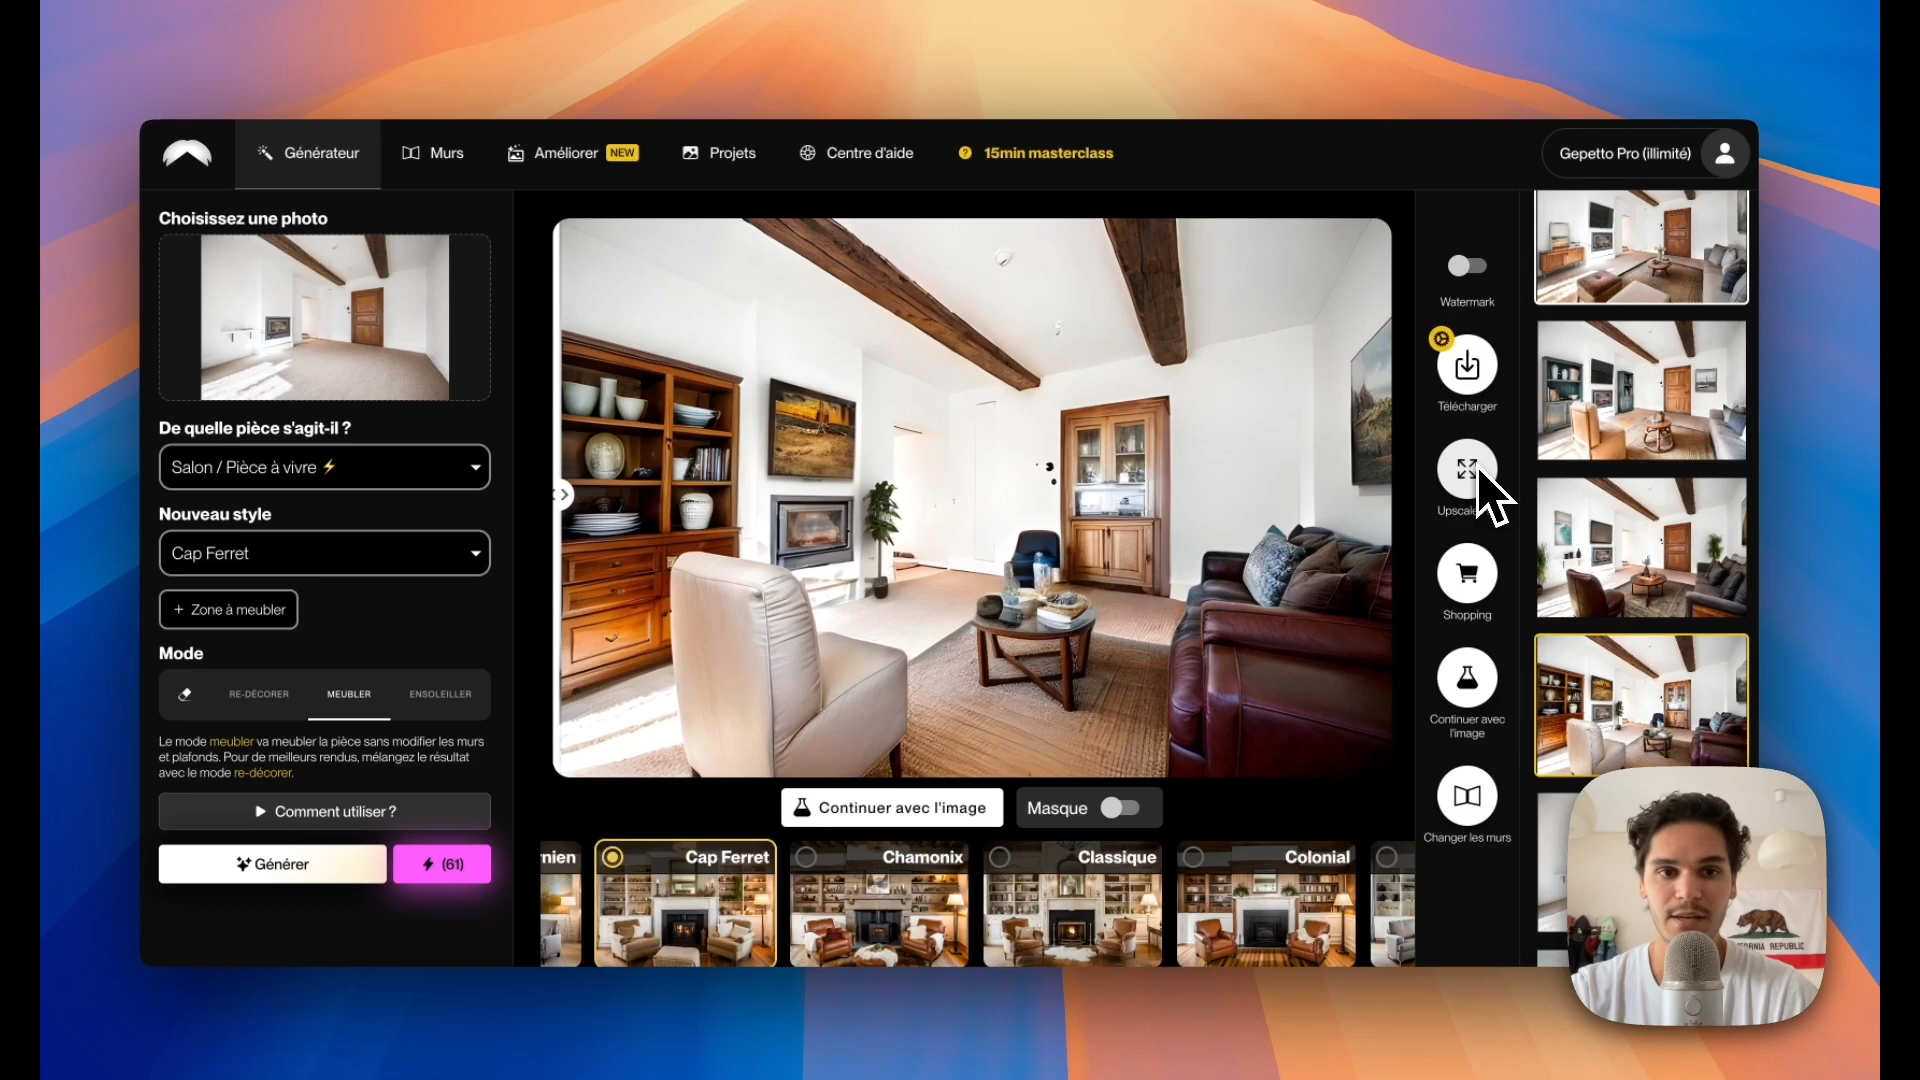 Générateur
Murs
Améliorer NEW
Projets
Centre d'aide
15min masterclass
Gepetto Pro (illimité)
Choisissez une photo
De quelle pièce s'agit-il ?
Salon / Pièce à vivre ⚡
Nouveau style
Cap Ferret
+ Zone à meubler
Mode
RE-DÉCORER MEUBLER ENSOLEILLER
Le mode meubler va meubler la pièce sans modifier les murs
et plafonds. Pour de meilleurs rendus, mélangez le résultat
avec le mode re-décorer.
Comment utiliser ?
Générer
(61)
Continuer avec l'image
Masque
nien
Cap Ferret
Chamonix
Classique
Colonial
Watermark
Télécharger
Upscale
Shopping
Continuer avec
l'image
Changer les murs
REPUBLIC